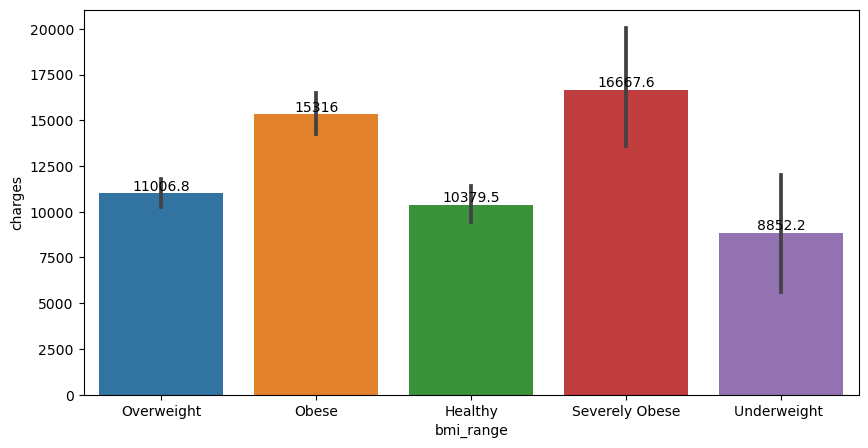 charges
20000
17500
15000
12500
10000
7500
5000
2500
0
11006.8
15316
10379.5
16667.6
8852.2
Overweight
Obese
Healthy
Severely Obese
Underweight
bmi_range